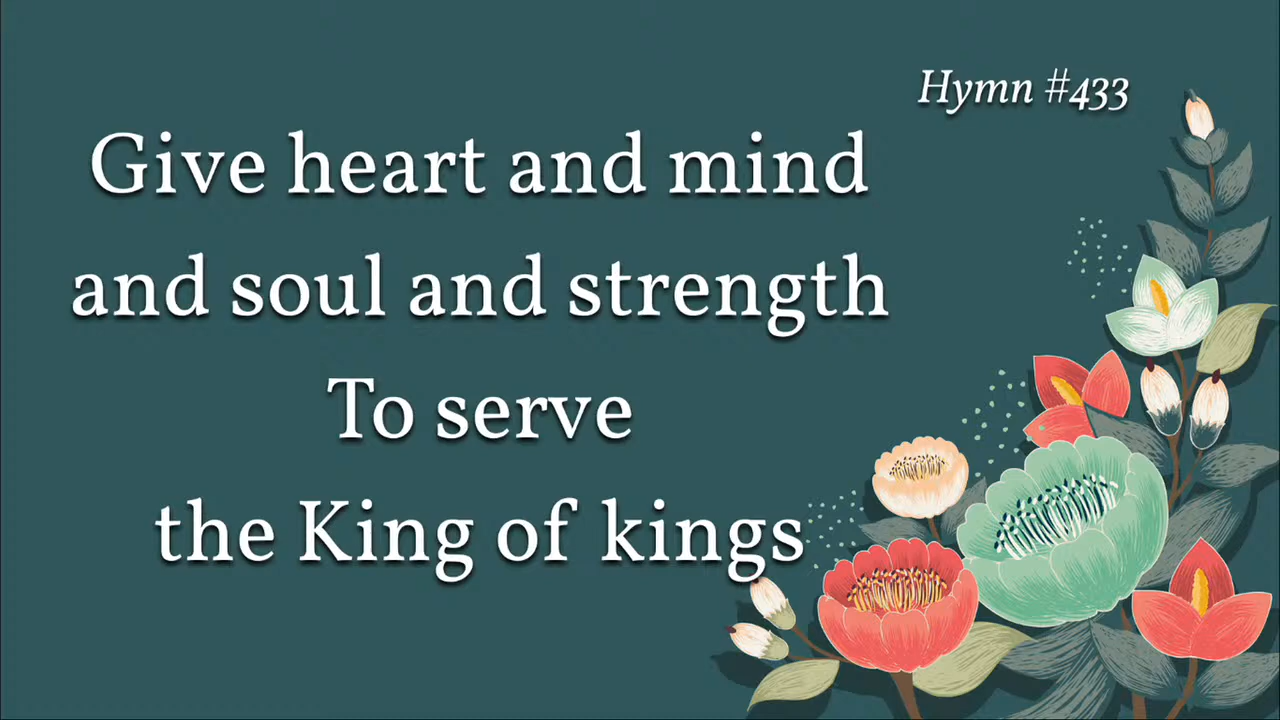 Hymn #433
Give heart and mind
and soul and strength
To serve
the King of kings